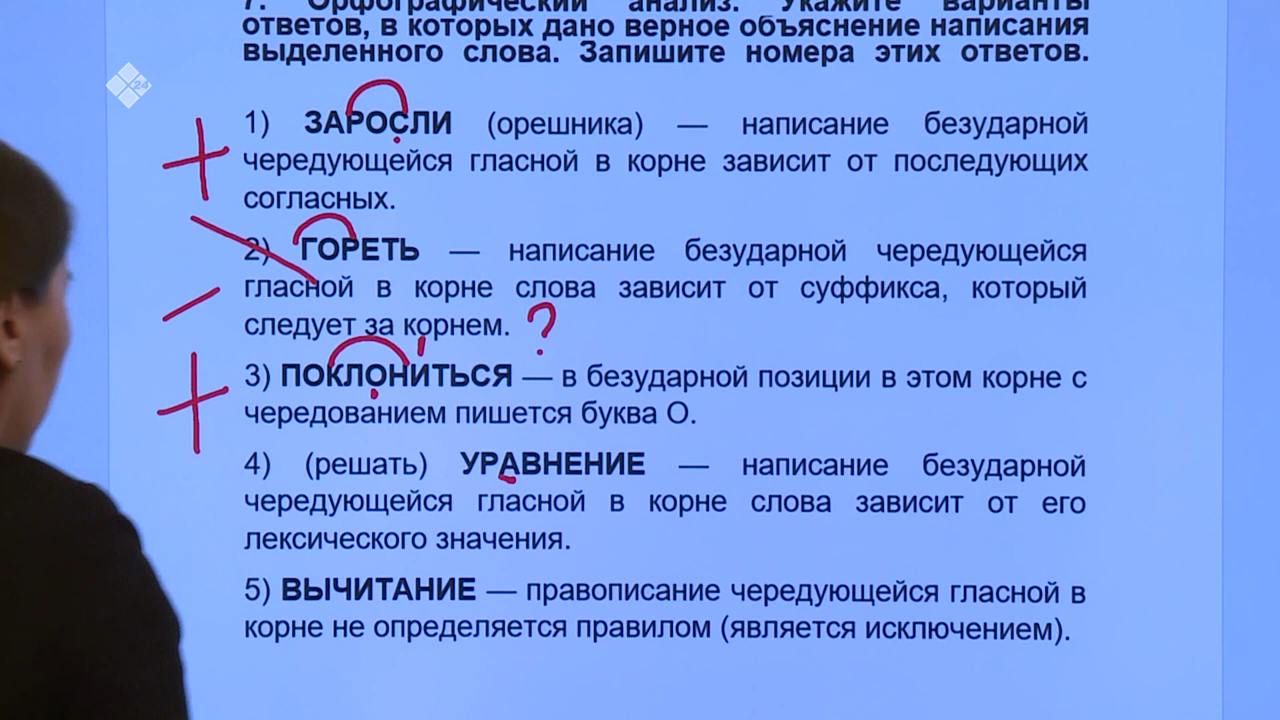 7. Орфографический анализ. Укажите варианты
ответов, в которых дано верное объяснение написания
выделенного слова. Запишите номера этих ответов.
24
1) ЗАРОСЛИ (орешника) — написание безударной
чередующейся гласной в корне зависит от последующих
согласных.
2) ГОРЕТЬ — написание безударной чередующейся
гласной в корне слова зависит от суффикса, который
следует за корнем. ?
3) ПОКЛОНИТЬСЯ — в безударной позиции в этом корне с
чередованием пишется буква О.
4) (решать) УРАВНЕНИЕ — написание безударной
чередующейся гласной в корне слова зависит от его
лексического значения.
5) ВЫЧИТАНИЕ — правописание чередующейся гласной в
корне не определяется правилом (является исключением).